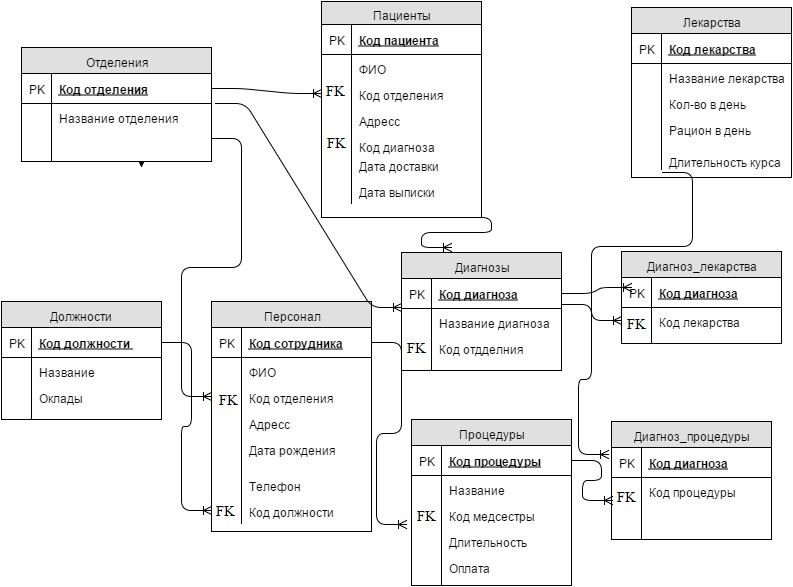 Пациенты
PK Код пациента
ФИО
FK
Код отделения
Адресс
FK
Код диагноза
Дата доставки
Дата выписки
Лекарства
PK Код лекарства
Название лекарства
Кол-во в день
Рацион в день
Длительность курса
Отделения
PK Код отделения
Название отделения
Диагнозы
PK Код диагноза
Название диагноза
FK Код отдделния
Диагноз_лекарства
PK Код диагноза
FK Код лекарства
Должности
PK Код должности
Название
Оклады
Персонал
PK Код сотрудника
ФИО
FK Код отделения
Адресс
Дата рождения
Телефон
FK Код должности
Процедуры
PK Код процедуры
Название
FK Код медсестры
Длительность
Оплата
Диагноз_процедуры
PK Код диагноза
FK Код процедуры